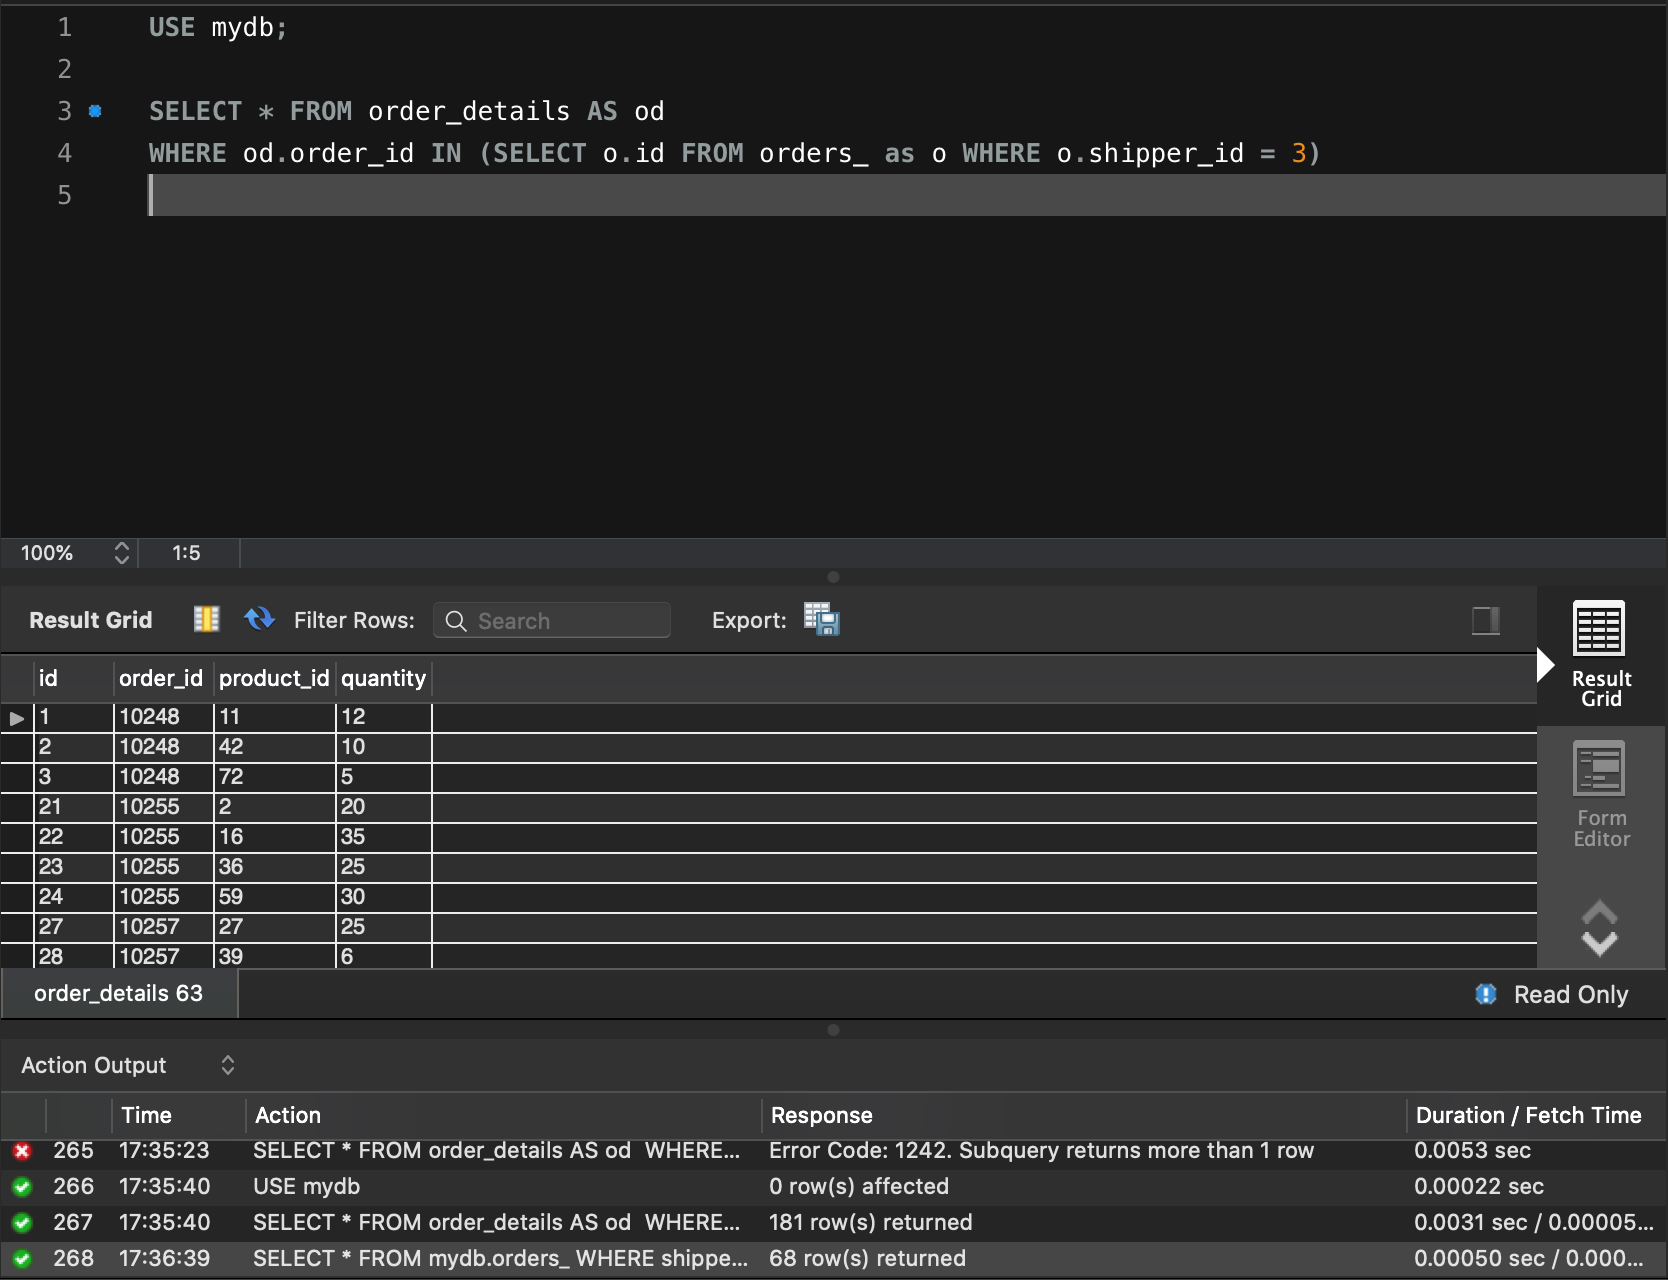 1 USE mydb;
2
3 SELECT * FROM order_details AS od
4 WHERE od.order_id IN (SELECT o.id FROM orders_ as o WHERE o.shipper_id = 3)
5
100% 1:5
Result Grid Filter Rows: Search Export:
Result Grid
Form Editor
id order_id product_id quantity
1 10248 11 12
2 10248 42 10
3 10248 72 5
21 10255 2 20
22 10255 16 35
23 10255 36 25
24 10255 59 30
27 10257 27 25
28 10257 39 6
order_details 63 Read Only
Action Output
Time Action Response Duration / Fetch Time
265 17:35:23 SELECT * FROM order_details AS od  WHERE... Error Code: 1242. Subquery returns more than 1 row 0.0053 sec
266 17:35:40 USE mydb 0 row(s) affected 0.00022 sec
267 17:35:40 SELECT * FROM order_details AS od  WHERE... 181 row(s) returned 0.0031 sec / 0.00005...
268 17:36:39 SELECT * FROM mydb.orders_ WHERE shippe... 68 row(s) returned 0.00050 sec / 0.000...